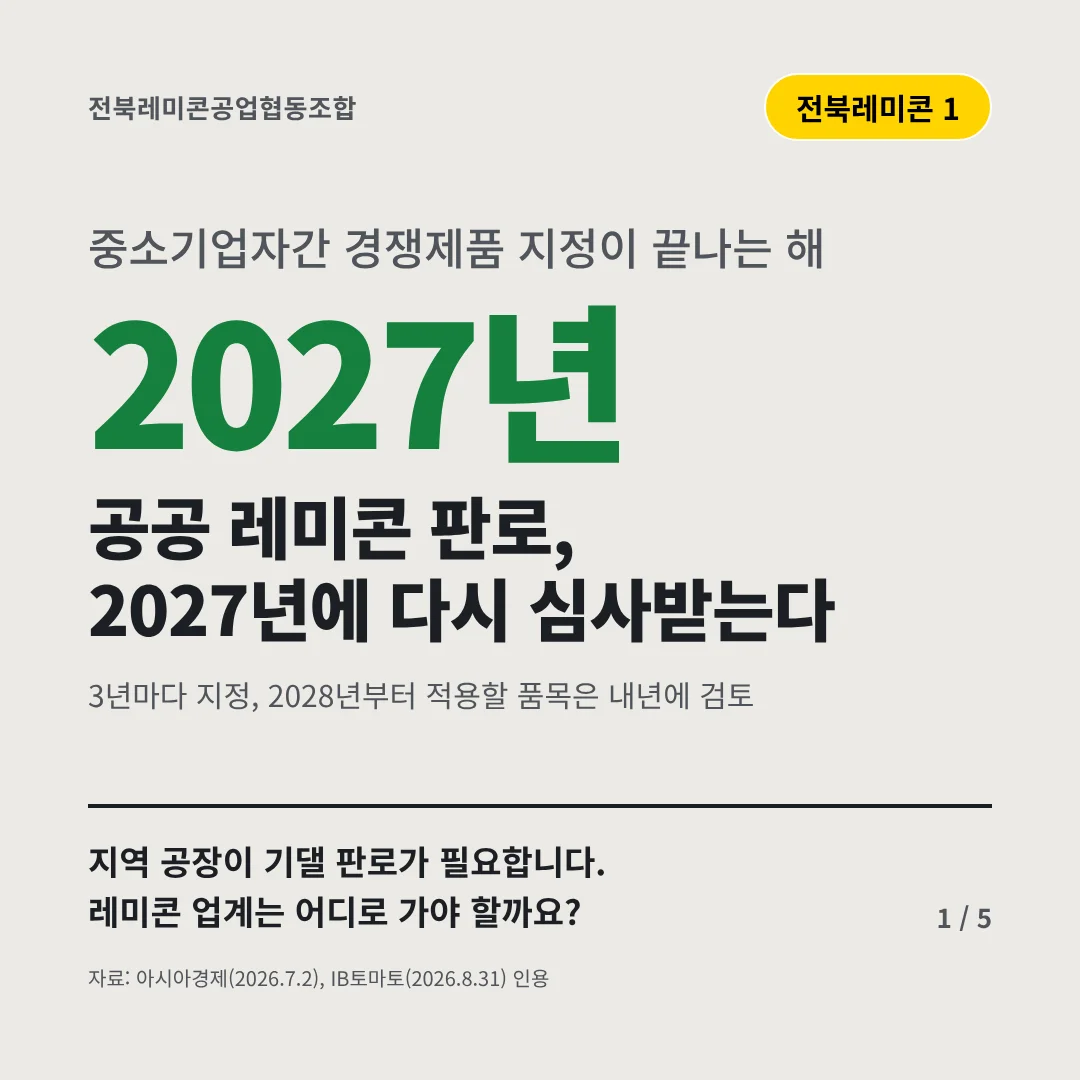 전북레미콘공업협동조합
전북레미콘 1
중소기업자간 경쟁제품 지정이 끝나는 해
2027년
공공 레미콘 판로,
2027년에 다시 심사받는다
3년마다 지정, 2028년부터 적용할 품목은 내년에 검토
지역 공장이 기댈 판로가 필요합니다.
레미콘 업계는 어디로 가야 할까요?
1 / 5
자료: 아시아경제(2026.7.2), IB토마토(2026.8.31) 인용